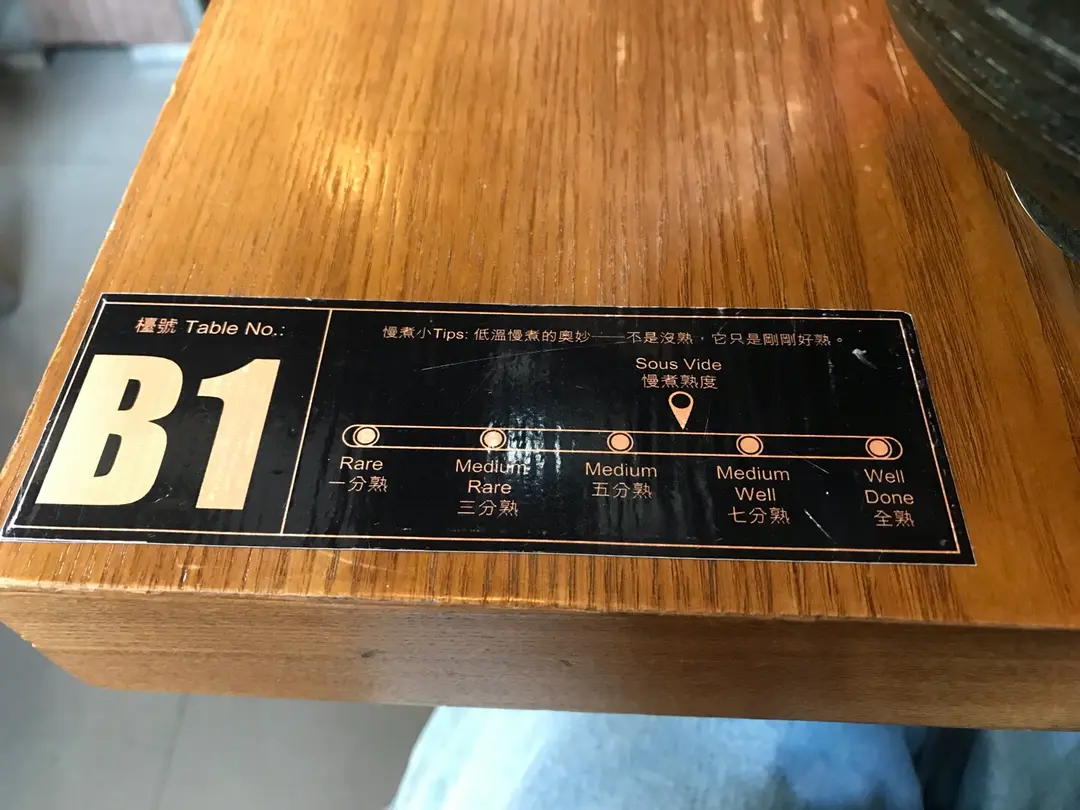 檯號 Table No.:
B1
慢煮小Tips: 低溫慢煮的奧妙——不是沒熟，它只是剛剛好熟。
Sous Vide
慢煮熟度
Rare
一分熟
Medium
Rare
三分熟
Medium
五分熟
Medium
Well
七分熟
Well
Done
全熟